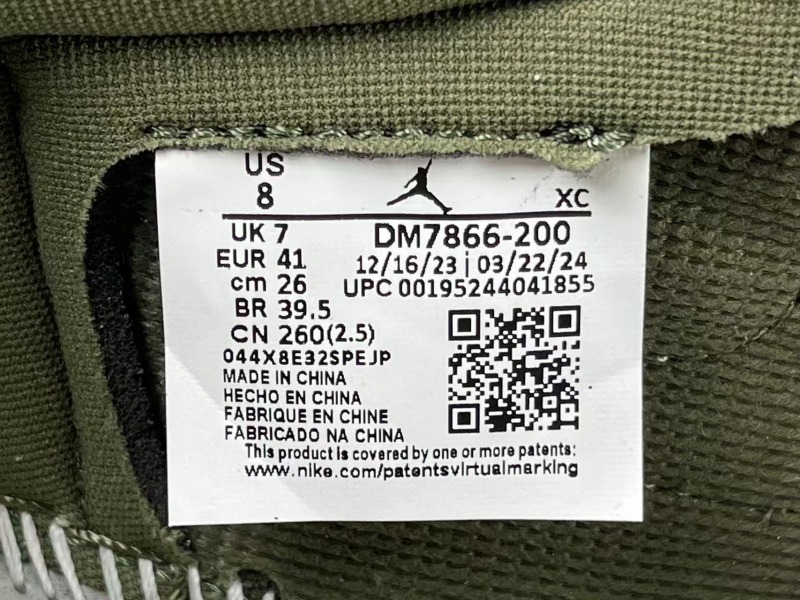 US
8
XC
UK 7
EUR 41
cm 26
BR 39.5
CN 260(2.5)
DM7866-200
12/16/23 | 03/22/24
UPC 00195244041855
044X8E32SPEJP
MADE IN CHINA
HECHO EN CHINA
FABRIQUE EN CHINE
FABRICADO NA CHINA
This product is covered by one or more patents:
www.nike.com/patentsvirtualmarking